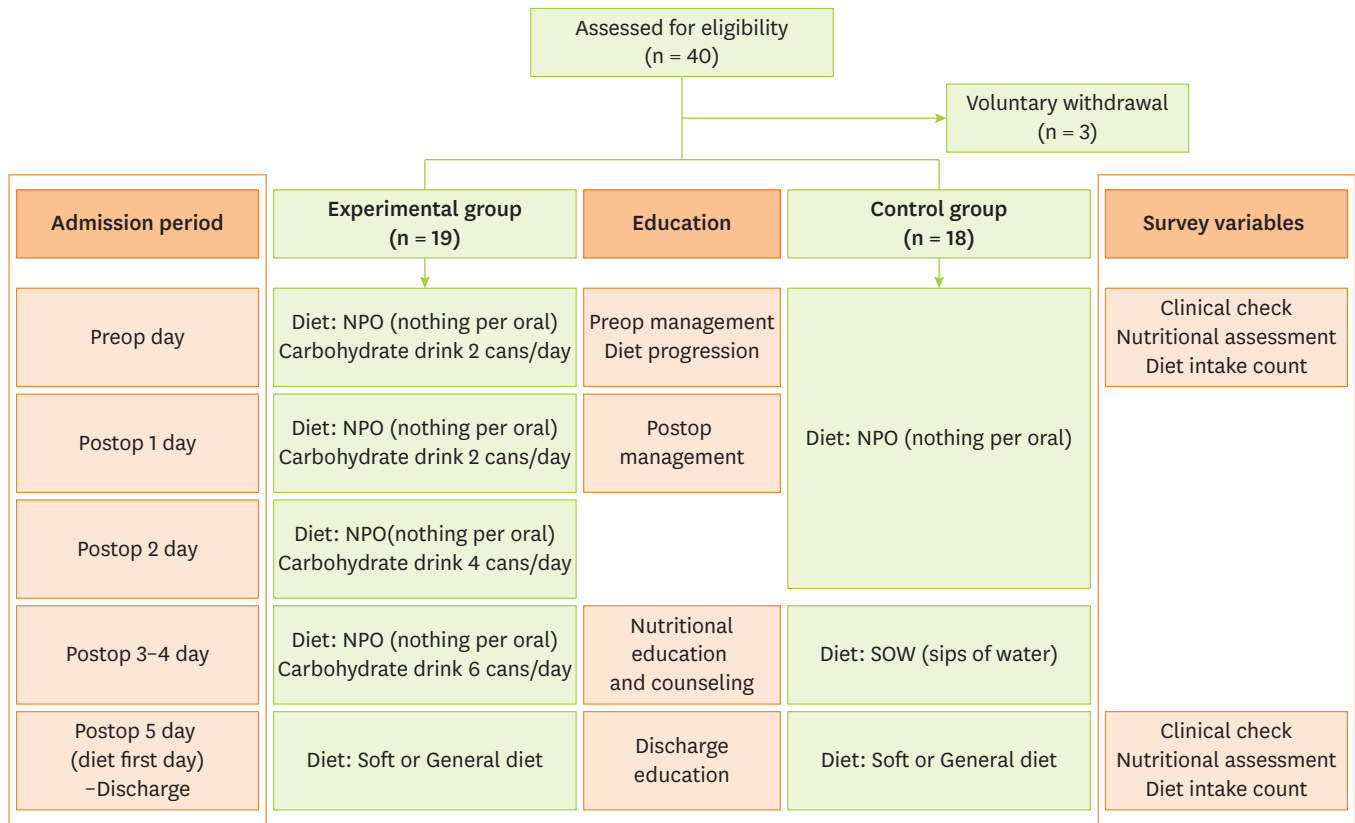 Assessed for eligibility
(n = 40)
Voluntary withdrawal
(n = 3)
Admission period
Experimental group
(n = 19)
Education
Control group
(n = 18)
Survey variables
Preop day
Diet: NPO (nothing per oral)
Carbohydrate drink 2 cans/day
Preop management
Diet progression
Diet: NPO (nothing per oral)
Clinical check
Nutritional assessment
Diet intake count
Postop 1 day
Diet: NPO (nothing per oral)
Carbohydrate drink 2 cans/day
Postop
management
Postop 2 day
Diet: NPO(nothing per oral)
Carbohydrate drink 4 cans/day
Postop 3–4 day
Diet: NPO (nothing per oral)
Carbohydrate drink 6 cans/day
Nutritional
education
and counseling
Diet: SOW (sips of water)
Postop 5 day
(diet first day)
–Discharge
Diet: Soft or General diet
Discharge
education
Diet: Soft or General diet
Clinical check
Nutritional assessment
Diet intake count